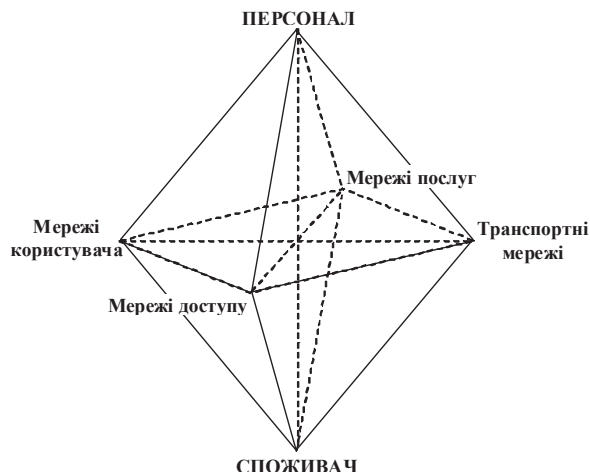 ПЕРСОНАЛ
Мережі послуг
Мережі
користувача
Транспортні
мережі
Мережі доступу
СПОЖИВАЧ